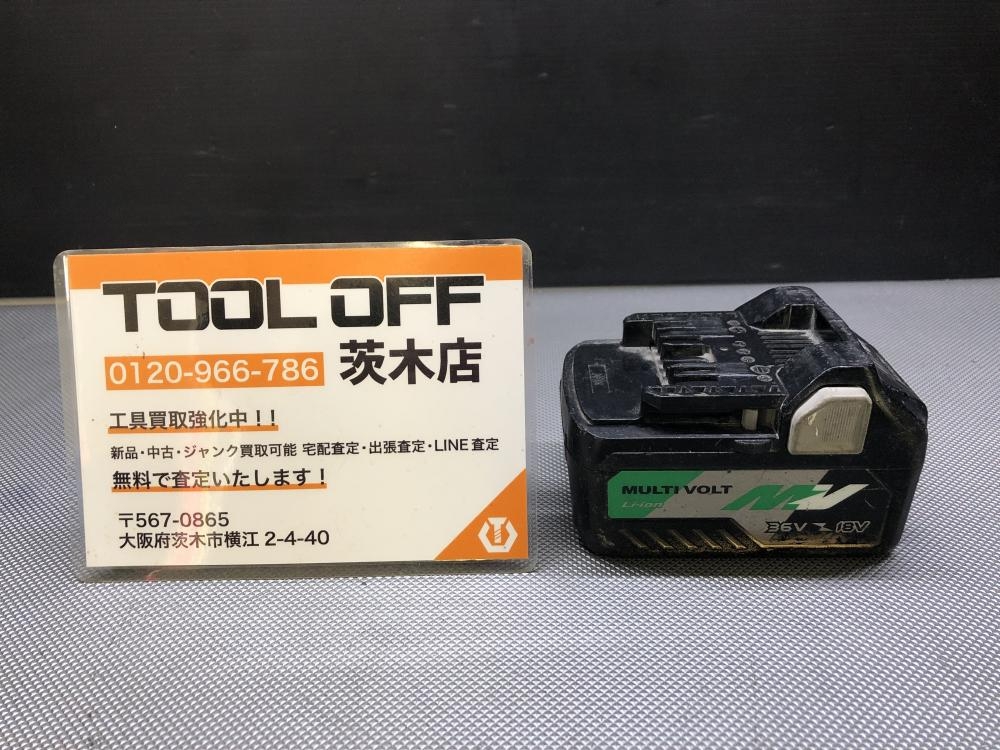 TOOL OFF
0120-966-786 茨木店
工具買取強化中！！
新品・中古・ジャンク買取可能 宅配査定・出張査定・LINE査定
無料で査定いたします！
〒567-0865
大阪府茨木市横江 2-4-40
MULTI VOLT
Li-ion
MV
36V 18V